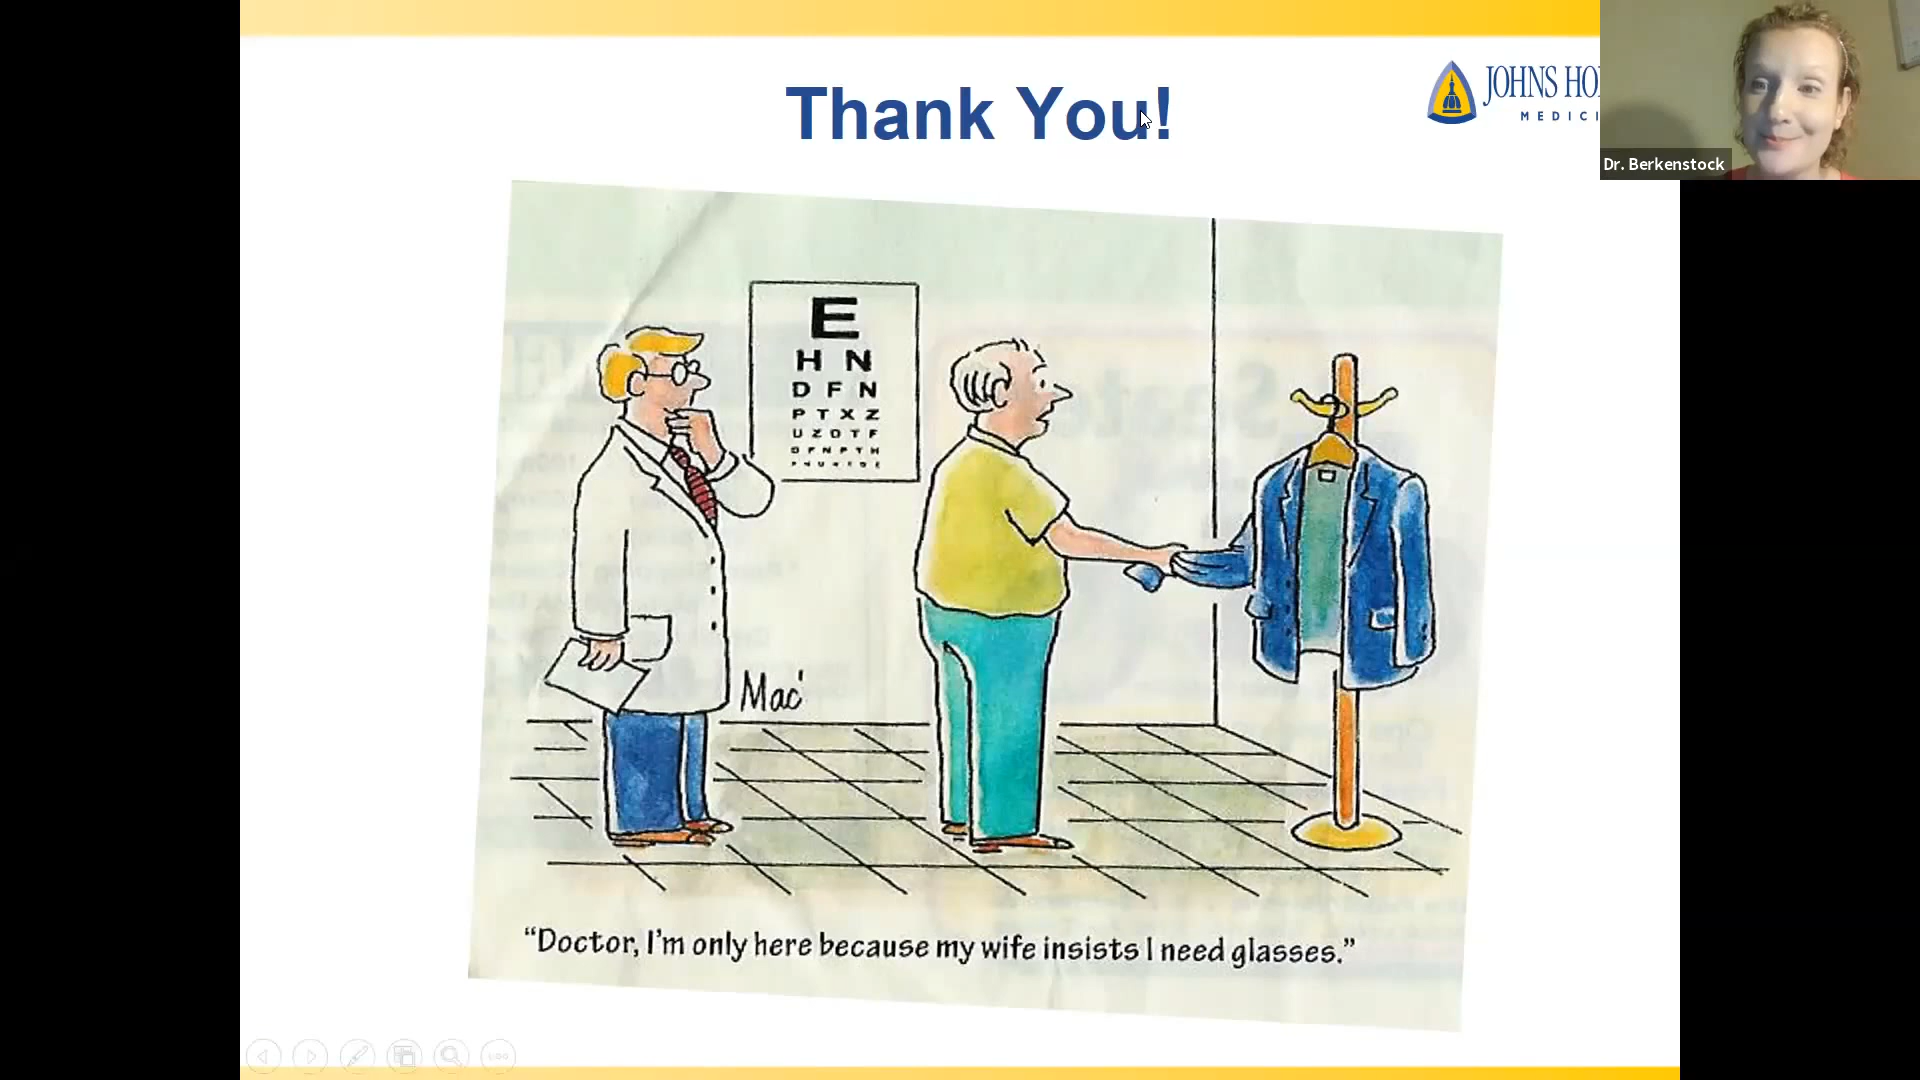 Thank You!
JOHNS HO
MEDICI
Dr. Berkenstock
E
H N
D F N
P T X Z
U Z D T F
D F N P T H
Mac'
“Doctor, I'm only here because my wife insists I need glasses.”